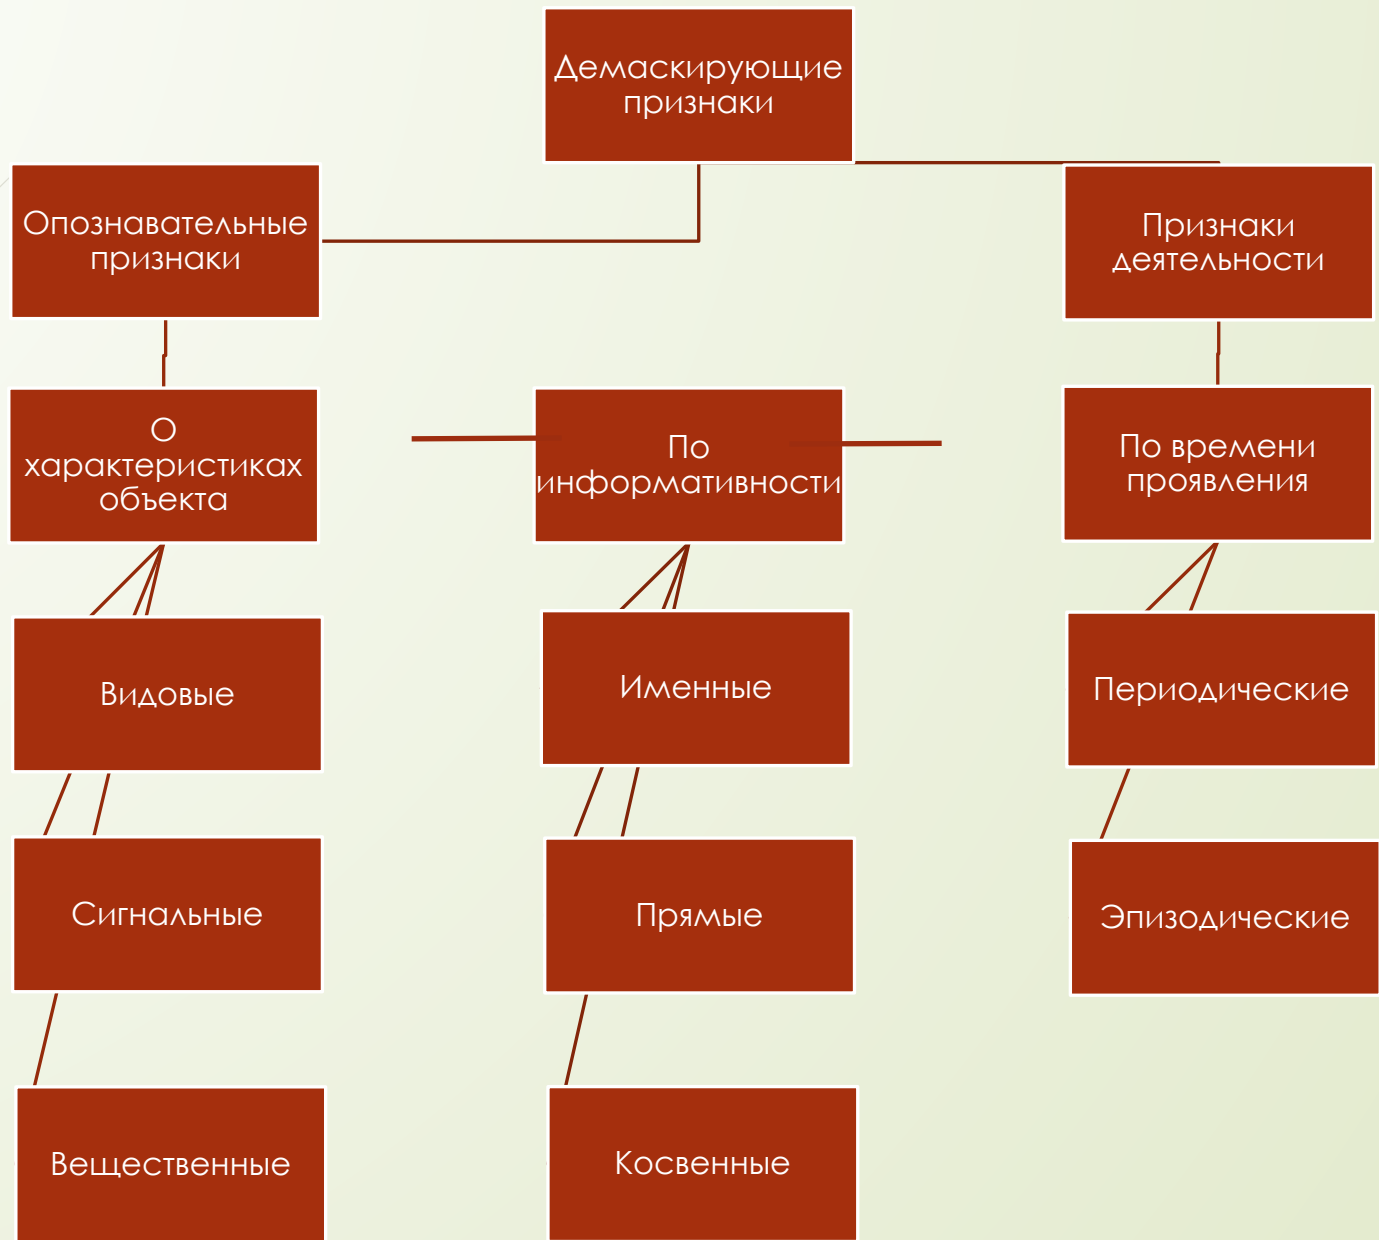 Демаскирующие
признаки
Опознавательные
признаки
Признаки
деятельности
О
характеристиках
объекта
По
информативности
По времени
проявления
Видовые
Именные
Периодические
Сигнальные
Прямые
Эпизодические
Вещественные
Косвенные